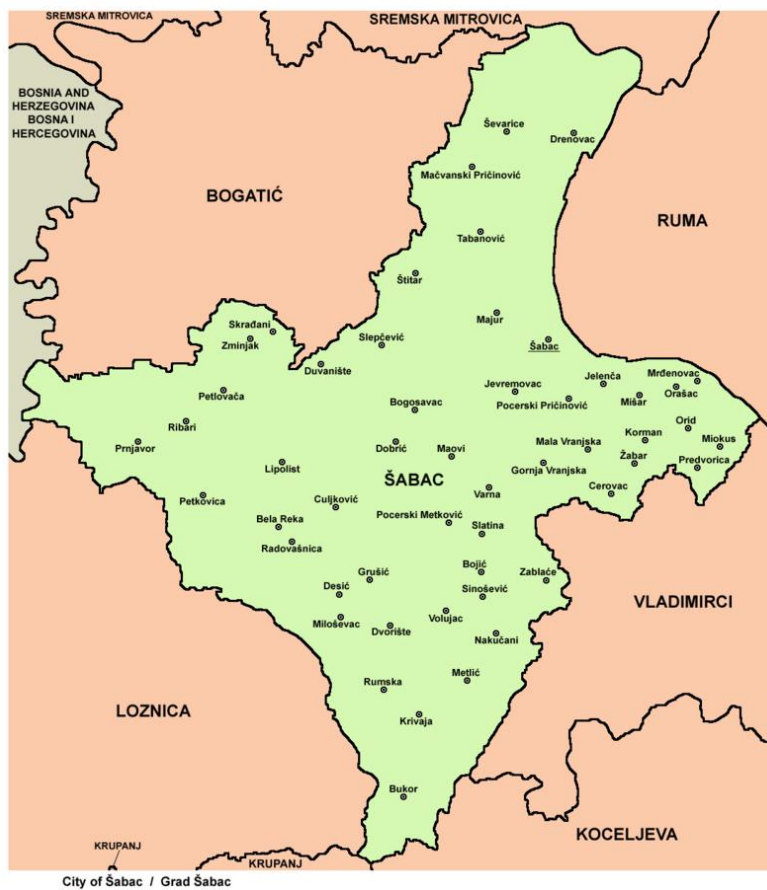 SREMSKA MITROVICA
SREMSKA MITROVICA
BOSNIA AND
HERZEGOVINA
BOSNA I
HERCEGOVINA
Ševarice
Drenovac
Mačvanski Pričinović
BOGATIĆ
RUMA
Tabanović
Štitar
Majur
Skrađani
Zminjak
Slepčević
Šabac
Duvanište
Jelenča
Mrđenovac
Petlovača
Jevremovac
Orašac
Mišar
Pocerski Pričinović
Bogosavac
Ribari
Orid
Prnjavor
Dobrić
Maovi
Mala Vranjska
Korman
Miokus
Lipolist
Gornja Vranjska
Žabar
Predvorica
ŠABAC
Petkovica
Varna
Cerovac
Culjković
Bela Reka
Pocerski Metković
Slatina
Radovašnica
Bojić
Zablaće
Grušić
Desić
Sinošević
VLADIMIRCI
Miloševac
Dvorište
Volujac
Nakučani
Rumska
Metlić
LOZNICA
Krivaja
Bukor
KOCELJEVA
KRUPANJ
KRUPANJ
City of Šabac / Grad Šabac